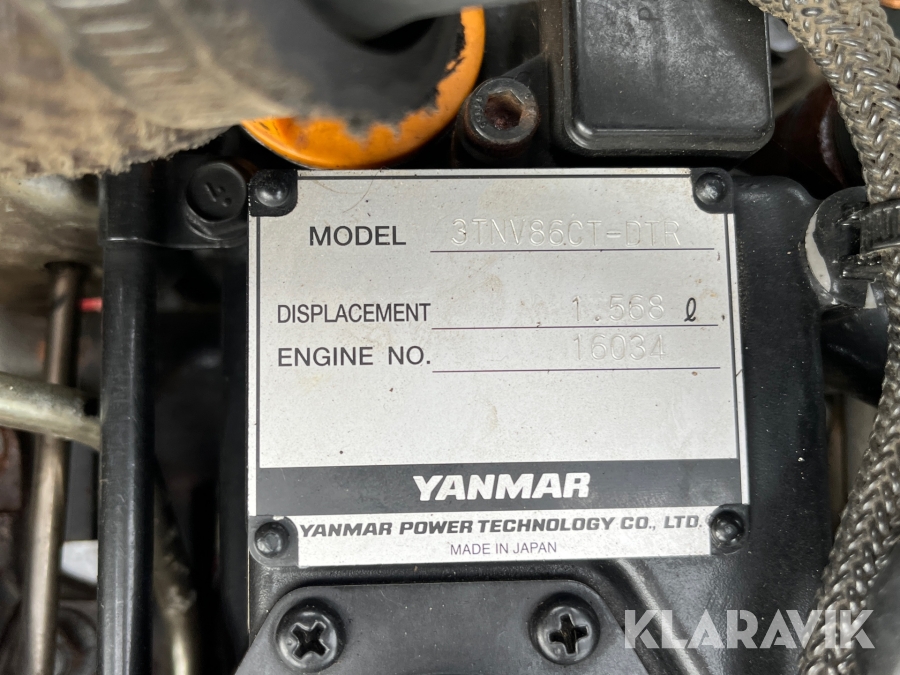 MODEL 3TNV86CT-DTR
DISPLACEMENT 1.568 ℓ
ENGINE NO. 16034
YANMAR
YANMAR POWER TECHNOLOGY CO., LTD.
MADE IN JAPAN
KLARAVIK